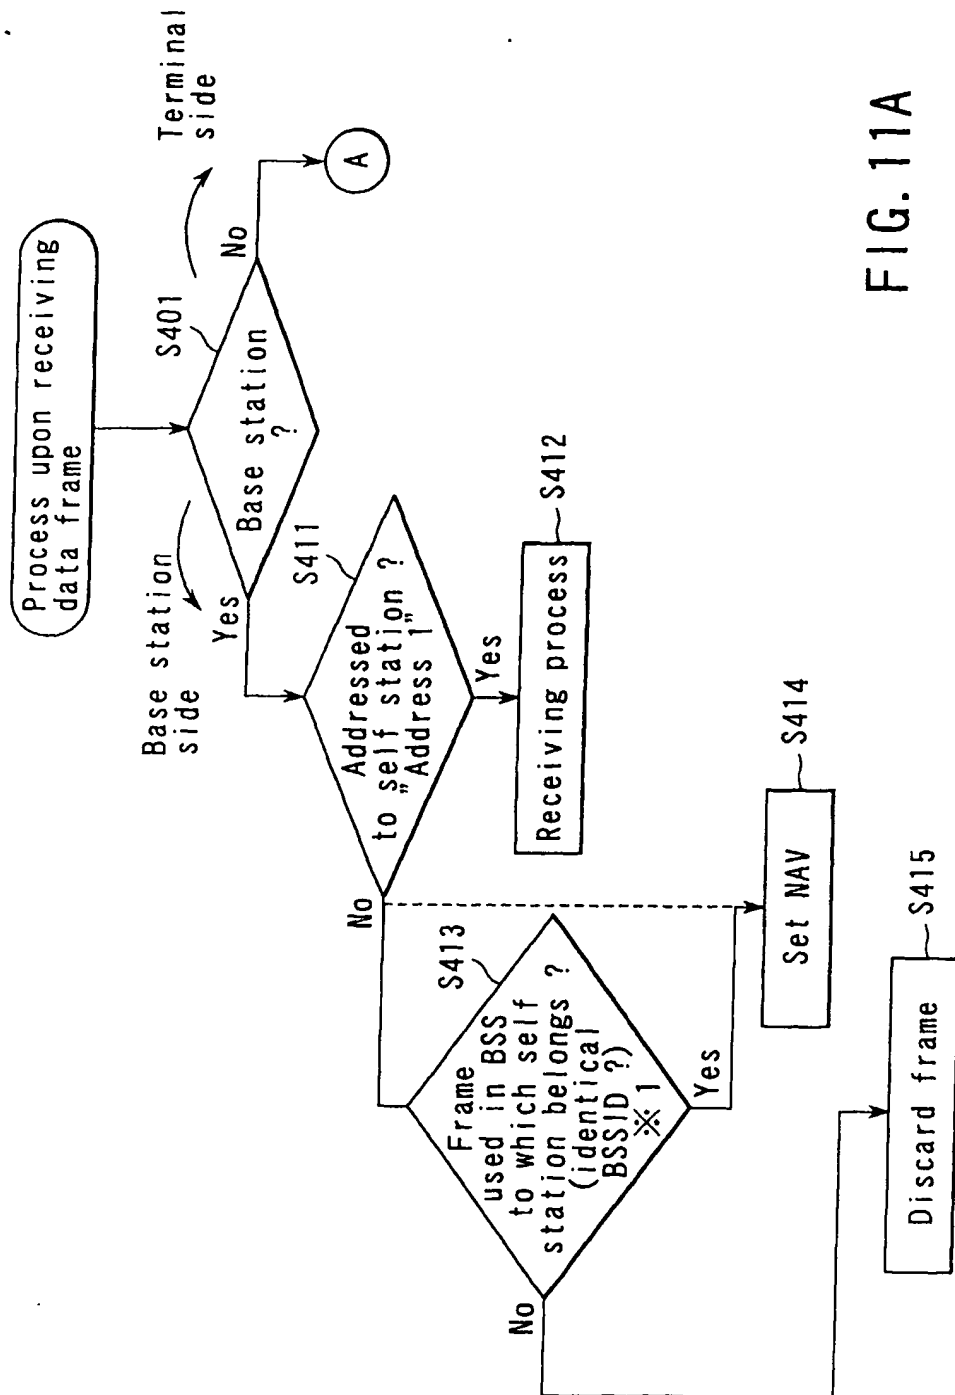 Process upon receiving
data frame
Base station
side
Terminal
side
S401
Base station
?
Yes
No
A
S411
Addressed
to self station ?
„Address 1”
No
Yes
S412
Receiving process
S413
Frame
used in BSS
to which self
station belongs ?
(identical
BSSID ?)
※1
No
Yes
S414
Set NAV
S415
Discard frame
FIG. 11A